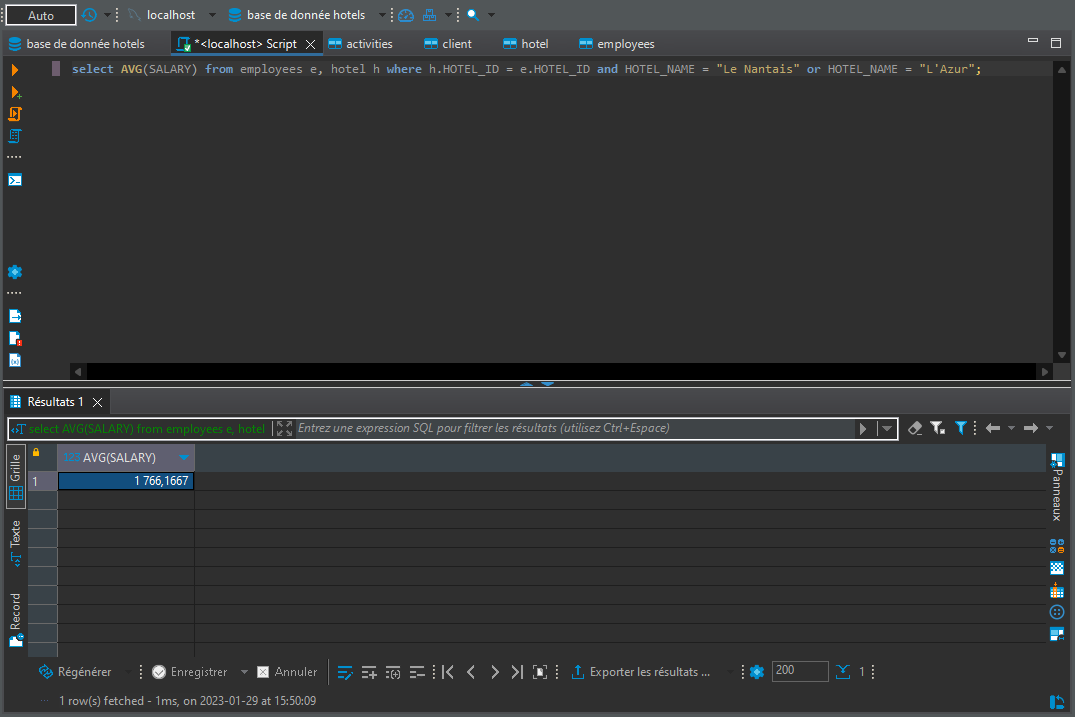 Auto localhost base de donnée hotels
base de donnée hotels *<localhost> Script activities client hotel employees
select AVG(SALARY) from employees e, hotel h where h.HOTEL_ID = e.HOTEL_ID and HOTEL_NAME = "Le Nantais" or HOTEL_NAME = "L'Azur";
Résultats 1
select AVG(SALARY) from employees e, hotel Entrez une expression SQL pour filtrer les résultats (utilisez Ctrl+Espace)
Grille
Texte
Record
123 AVG(SALARY)
1 1 766,1667
Panneaux
Régénérer Enregistrer Annuler Exporter les résultats ... 200 1
1 row(s) fetched - 1ms, on 2023-01-29 at 15:50:09